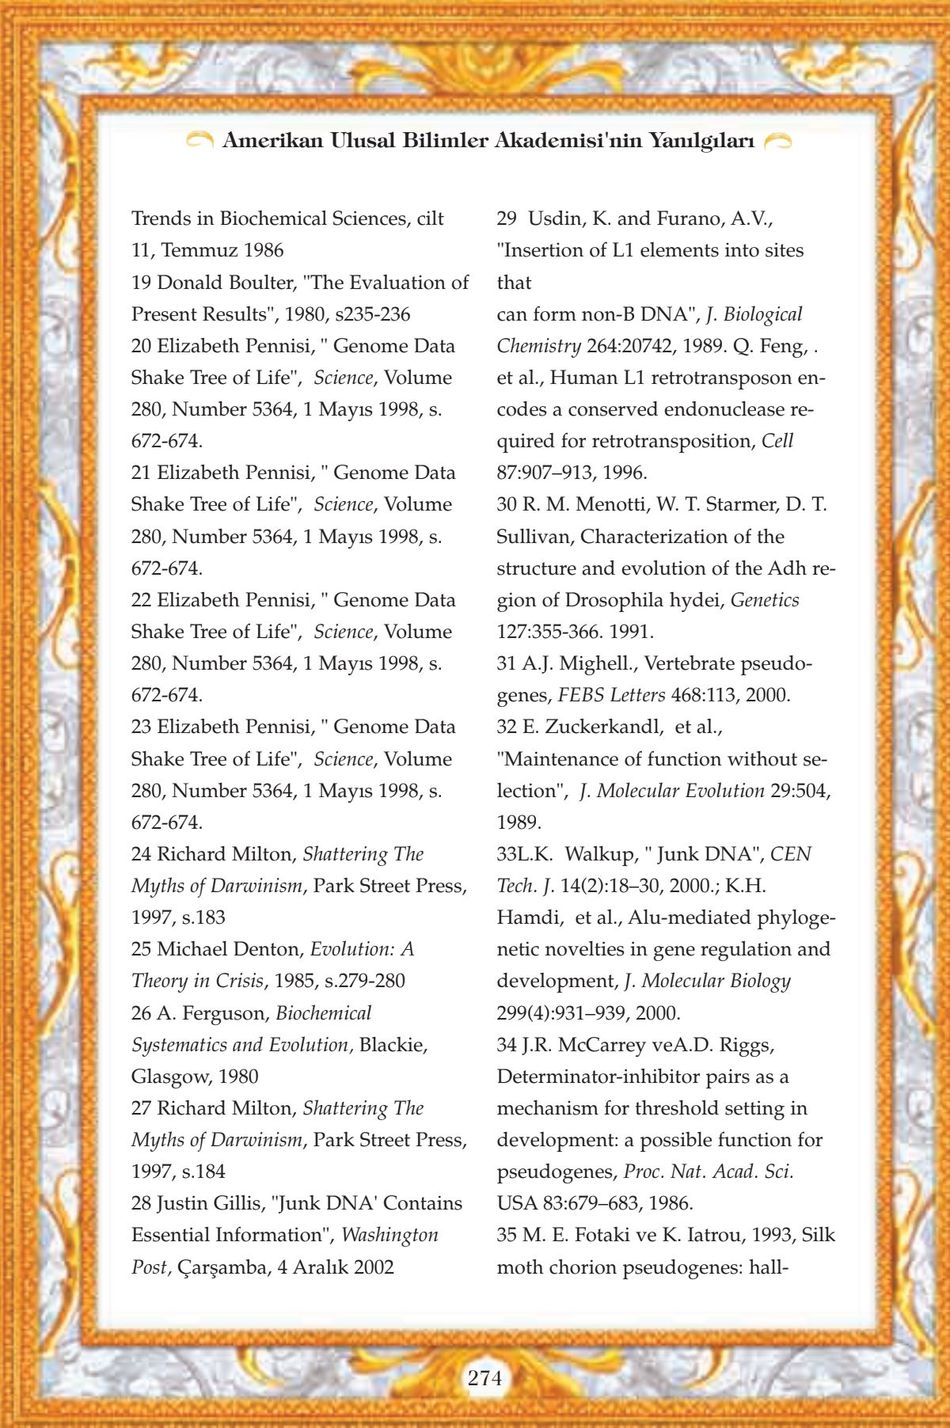 Amerikan Ulusal Bilimler Akademisi'nin Yanılgıları
Trends in Biochemical Sciences, cilt
11, Temmuz 1986
19 Donald Boulter, "The Evaluation of
Present Results", 1980, s235-236
20 Elizabeth Pennisi, " Genome Data
Shake Tree of Life", Science, Volume
280, Number 5364, 1 Mayıs 1998, s.
672-674.
21 Elizabeth Pennisi, " Genome Data
Shake Tree of Life", Science, Volume
280, Number 5364, 1 Mayıs 1998, s.
672-674.
22 Elizabeth Pennisi, " Genome Data
Shake Tree of Life", Science, Volume
280, Number 5364, 1 Mayıs 1998, s.
672-674.
23 Elizabeth Pennisi, " Genome Data
Shake Tree of Life", Science, Volume
280, Number 5364, 1 Mayıs 1998, s.
672-674.
24 Richard Milton, Shattering The
Myths of Darwinism, Park Street Press,
1997, s.183
25 Michael Denton, Evolution: A
Theory in Crisis, 1985, s.279-280
26 A. Ferguson, Biochemical
Systematics and Evolution, Blackie,
Glasgow, 1980
27 Richard Milton, Shattering The
Myths of Darwinism, Park Street Press,
1997, s.184
28 Justin Gillis, "Junk DNA' Contains
Essential Information", Washington
Post, Çarşamba, 4 Aralık 2002
29 Usdin, K. and Furano, A.V.,
"Insertion of L1 elements into sites
that
can form non-B DNA", J. Biological
Chemistry 264:20742, 1989. Q. Feng, .
et al., Human L1 retrotransposon en-
codes a conserved endonuclease re-
quired for retrotransposition, Cell
87:907–913, 1996.
30 R. M. Menotti, W. T. Starmer, D. T.
Sullivan, Characterization of the
structure and evolution of the Adh re-
gion of Drosophila hydei, Genetics
127:355-366. 1991.
31 A.J. Mighell., Vertebrate pseudo-
genes, FEBS Letters 468:113, 2000.
32 E. Zuckerkandl, et al.,
"Maintenance of function without se-
lection", J. Molecular Evolution 29:504,
1989.
33L.K. Walkup, " Junk DNA", CEN
Tech. J. 14(2):18–30, 2000.; K.H.
Hamdi, et al., Alu-mediated phyloge-
netic novelties in gene regulation and
development, J. Molecular Biology
299(4):931–939, 2000.
34 J.R. McCarrey veA.D. Riggs,
Determinator-inhibitor pairs as a
mechanism for threshold setting in
development: a possible function for
pseudogenes, Proc. Nat. Acad. Sci.
USA 83:679–683, 1986.
35 M. E. Fotaki ve K. Iatrou, 1993, Silk
moth chorion pseudogenes: hall-
274